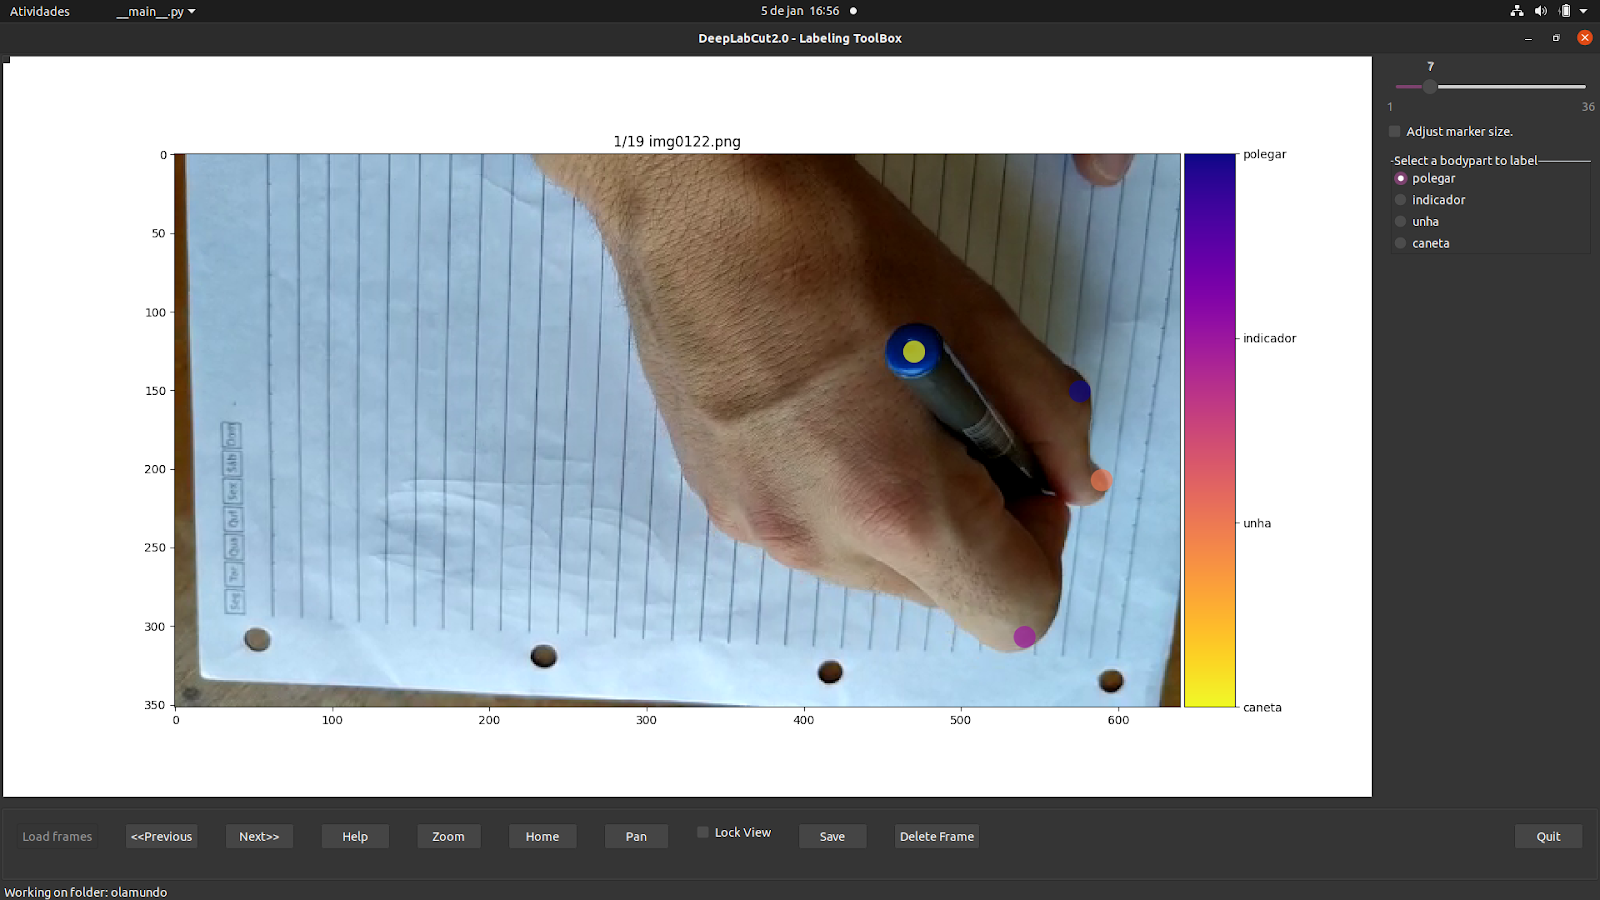 Atividades
__main__.py
5 de jan 16:56
DeepLabCut2.0 - Labeling ToolBox
7
1
36
Adjust marker size.
Select a bodypart to label
polegar
indicador
unha
caneta
1/19 img0122.png
0
50
100
150
200
250
300
350
0
100
200
300
400
500
600
polegar
indicador
unha
caneta
Dom
Sáb
Sex
Qui
Qua
Ter
Seg
Load frames
<<Previous
Next>>
Help
Zoom
Home
Pan
Lock View
Save
Delete Frame
Quit
Working on folder: olamundo